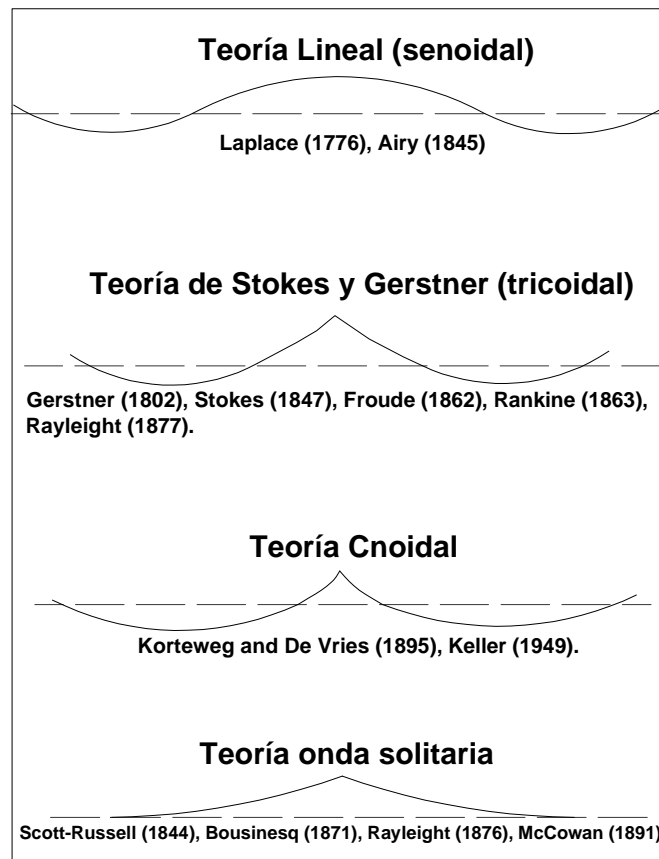 Teoría Lineal (senoidal)
Laplace (1776), Airy (1845)
Teoría de Stokes y Gerstner (tricoidal)
Gerstner (1802), Stokes (1847), Froude (1862), Rankine (1863),
Rayleight (1877).
Teoría Cnoidal
Korteweg and De Vries (1895), Keller (1949).
Teoría onda solitaria
Scott-Russell (1844), Bousinesq (1871), Rayleight (1876), McCowan (1891)